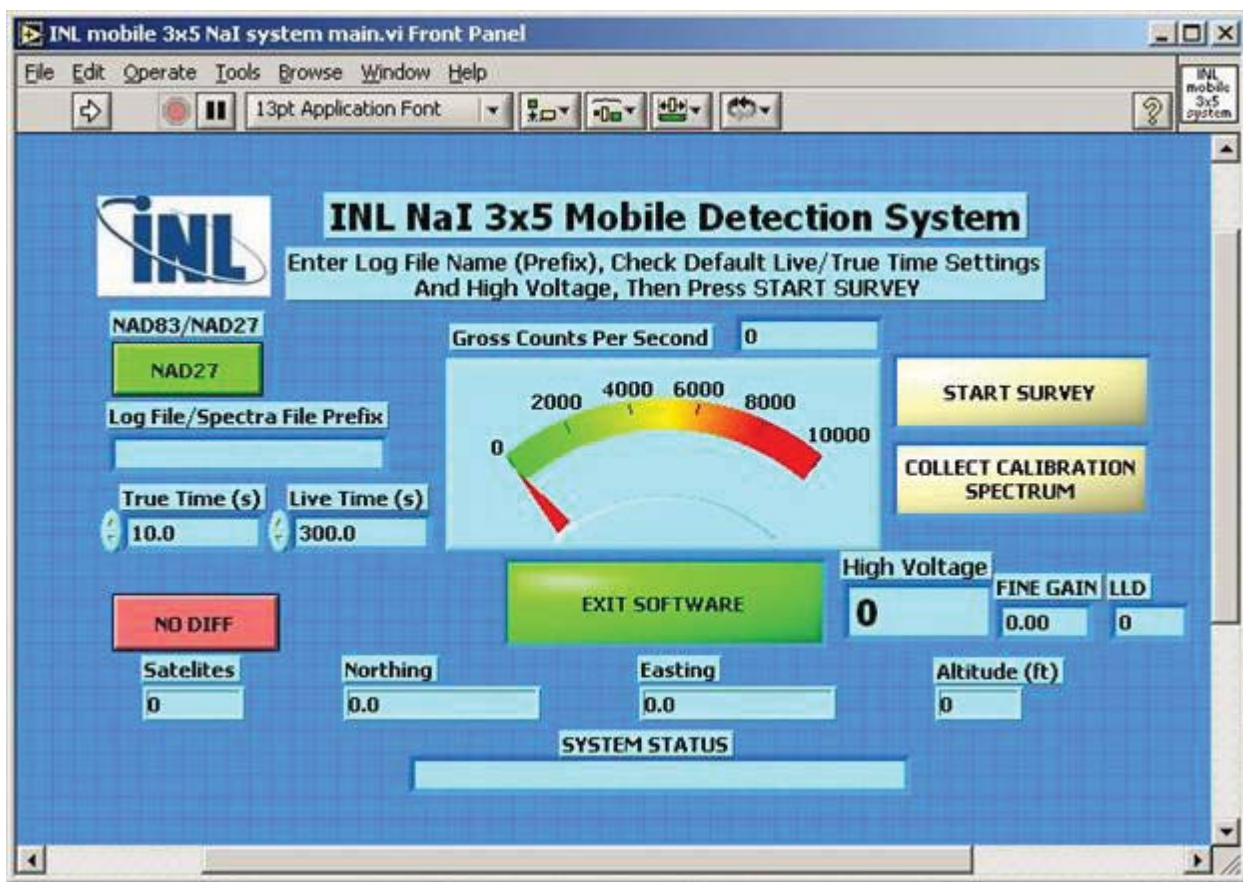 INL mobile 3x5 NaI system main.vi Front Panel
File Edit Operate Tools Browse Window Help
13pt Application Font
INL
mobile
3x5
system
INL
INL NaI 3x5 Mobile Detection System
Enter Log File Name (Prefix), Check Default Live/True Time Settings
And High Voltage, Then Press START SURVEY
NAD83/NAD27
NAD27
Log File/Spectra File Prefix
True Time (s) Live Time (s)
10.0 300.0
Gross Counts Per Second 0
0 2000 4000 6000 8000 10000
START SURVEY
COLLECT CALIBRATION
SPECTRUM
NO DIFF
EXIT SOFTWARE
High Voltage FINE GAIN LLD
0 0.00 0
Satelites Northing Easting Altitude (ft)
0 0.0 0.0 0
SYSTEM STATUS